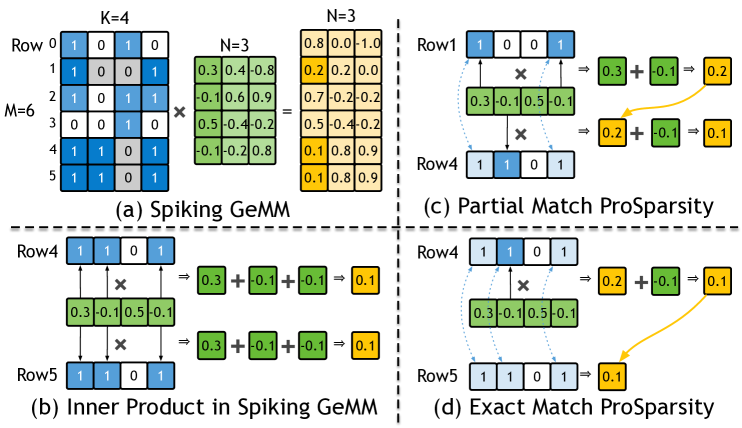 K=4
N=3
N=3
Row 0 1 0 1 0 0.8 0.0 -1.0
1 1 0 0 1 0.3 0.4 -0.8 0.2 0.2 0.0
M=6 2 1 0 1 1 -0.1 0.6 0.9 0.7 -0.2 -0.2
× =
3 0 0 1 0 0.5 -0.4 -0.2 0.5 -0.4 -0.2
4 1 1 0 1 -0.1 -0.2 0.8 0.1 0.8 0.9
5 1 1 0 1 0.1 0.8 0.9
(a) Spiking GeMM
Row1 1 0 0 1
× ⇒ 0.3 + -0.1 ⇒ 0.2
0.3 -0.1 0.5 -0.1
× ⇒ 0.2 + -0.1 ⇒ 0.1
Row4 1 1 0 1
(c) Partial Match ProSparsity
Row4 1 1 0 1
× ⇒ 0.3 + -0.1 + -0.1 ⇒ 0.1
0.3 -0.1 0.5 -0.1
× ⇒ 0.3 + -0.1 + -0.1 ⇒ 0.1
Row5 1 1 0 1
(b) Inner Product in Spiking GeMM
Row4 1 1 0 1
× ⇒ 0.2 + -0.1 ⇒ 0.1
0.3 -0.1 0.5 -0.1
Row5 1 1 0 1 ⇒ 0.1
(d) Exact Match ProSparsity